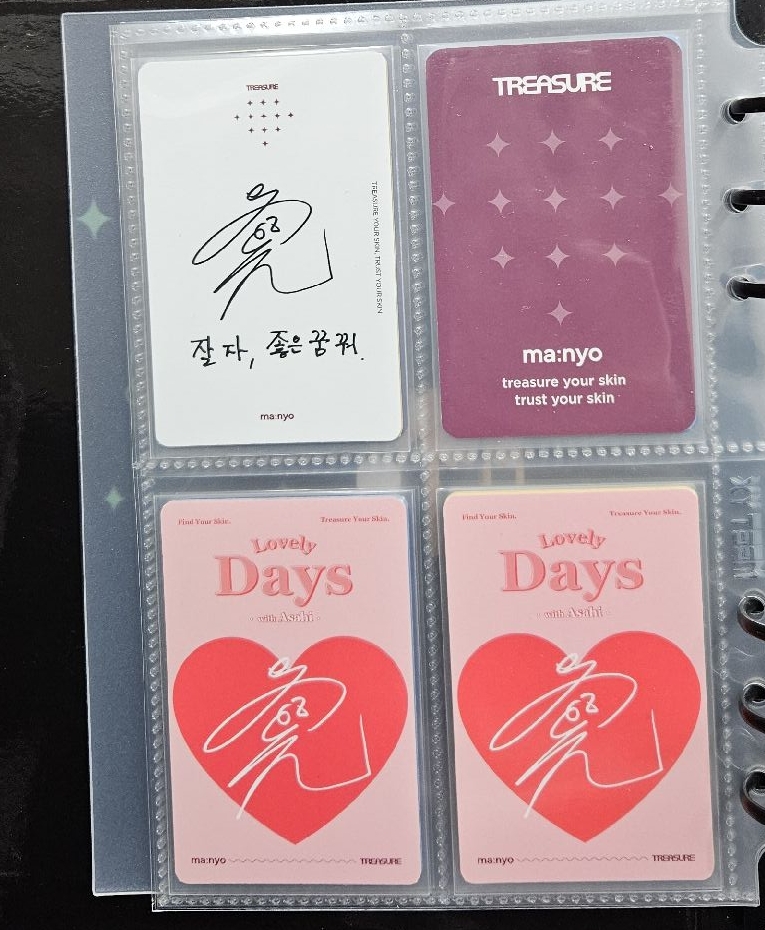 TREASURE
TREASURE YOUR SKIN, TRUST YOUR SKIN
잘 자, 좋은 꿈 꿔.
ma:nyo
TREASURE
ma:nyo
treasure your skin
trust your skin
Find Your Skin. Treasure Your Skin.
Lovely
Days
with Asahi
ma:nyo TREASURE
Find Your Skin. Treasure Your Skin.
Lovely
Days
with Asahi
ma:nyo TREASURE